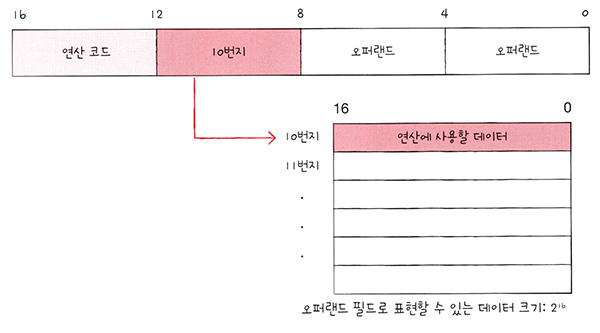 16 12 8 4 0
연산 코드 10번지 오퍼랜드 오퍼랜드
16 0
10번지 연산에 사용할 데이터
11번지
.
.
.
오퍼랜드 필드로 표현할 수 있는 데이터 크기: 2¹⁶